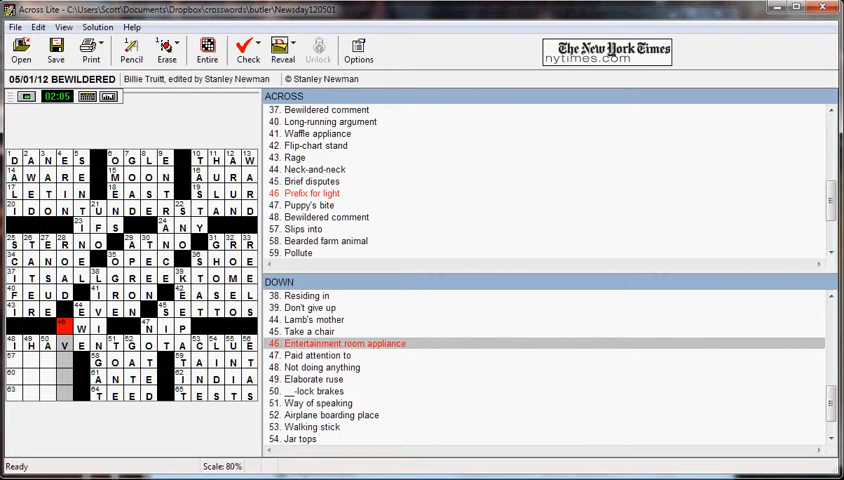 Across Lite - C:\Users\Scott\Documents\Dropbox\crosswords\butler\Newsday120501
File Edit View Solution Help
Open Save Print Pencil Erase Entire Check Reveal Unlock Options
The New York Times
nytimes.com
05/01/12 BEWILDERED Billie Truitt, edited by Stanley Newman © Stanley Newman
02:05
ACROSS
37. Bewildered comment
40. Long-running argument
41. Waffle appliance
42. Flip-chart stand
43. Rage
44. Neck-and-neck
45. Brief disputes
46. Prefix for light
47. Puppy's bite
48. Bewildered comment
57. Slips into
58. Bearded farm animal
59. Pollute
DOWN
38. Residing in
39. Don't give up
44. Lamb's mother
45. Take a chair
46. Entertainment room appliance
47. Paid attention to
48. Not doing anything
49. Elaborate ruse
50. __-lock brakes
51. Way of speaking
52. Airplane boarding place
53. Walking stick
54. Jar tops
DANES OGLE THAW
AWARE MOON AURA
LETIN EAST SLUR
IDONTUNDERSTAND
IFS ANY
STERNO ATNO GRR
CANOE OPEC SHOE
ITSALLGREEKTOME
FEUD IRON EASEL
IRE EVEN SETTOS
WI NIP
IHAVENTGOTACLUE
GOAT TAINT
ANTE INDIA
TEED TESTS
Ready Scale: 80%